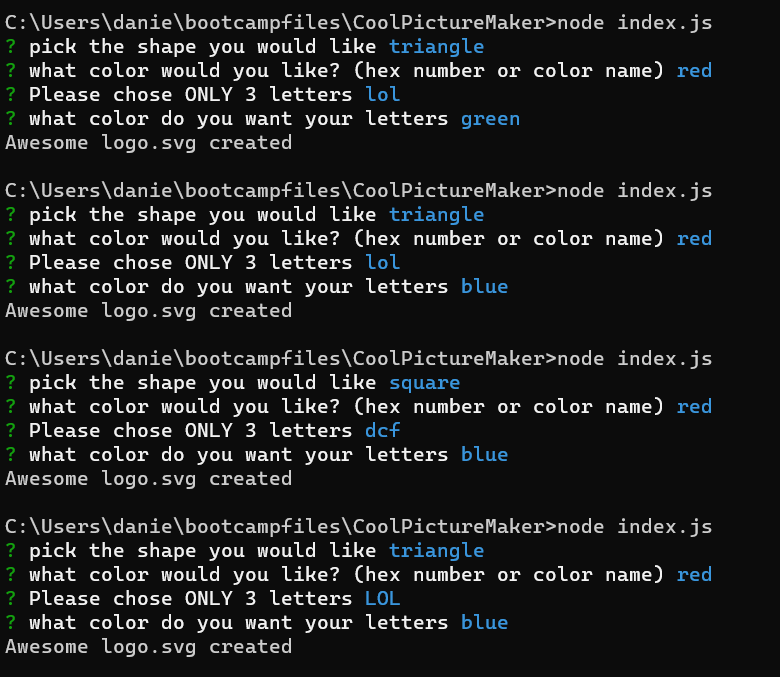 C:\Users\danie\bootcampfiles\CoolPictureMaker>node index.js
? pick the shape you would like triangle
? what color would you like? (hex number or color name) red
? Please chose ONLY 3 letters lol
? what color do you want your letters green
Awesome logo.svg created
C:\Users\danie\bootcampfiles\CoolPictureMaker>node index.js
? pick the shape you would like triangle
? what color would you like? (hex number or color name) red
? Please chose ONLY 3 letters lol
? what color do you want your letters blue
Awesome logo.svg created
C:\Users\danie\bootcampfiles\CoolPictureMaker>node index.js
? pick the shape you would like square
? what color would you like? (hex number or color name) red
? Please chose ONLY 3 letters dcf
? what color do you want your letters blue
Awesome logo.svg created
C:\Users\danie\bootcampfiles\CoolPictureMaker>node index.js
? pick the shape you would like triangle
? what color would you like? (hex number or color name) red
? Please chose ONLY 3 letters LOL
? what color do you want your letters blue
Awesome logo.svg created